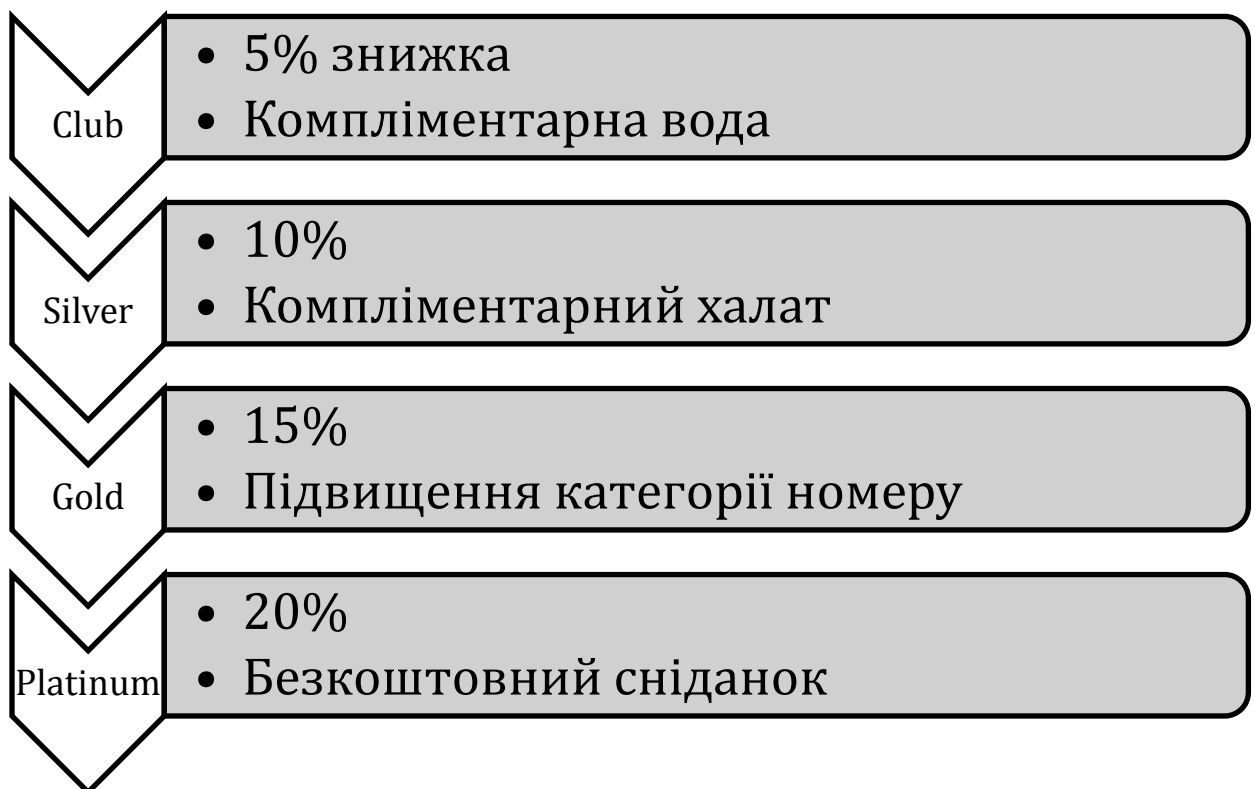 Club
• 5% знижка
• Компліментарна вода
Silver
• 10%
• Компліментарний халат
Gold
• 15%
• Підвищення категорії номеру
Platinum
• 20%
• Безкоштовний сніданок